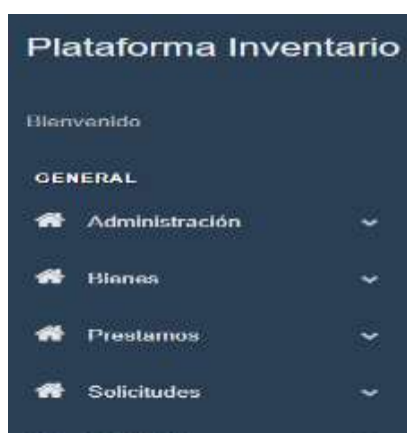 Plataforma Inventario
Bienvenido
GENERAL
Administración
Bienes
Prestamos
Solicitudes